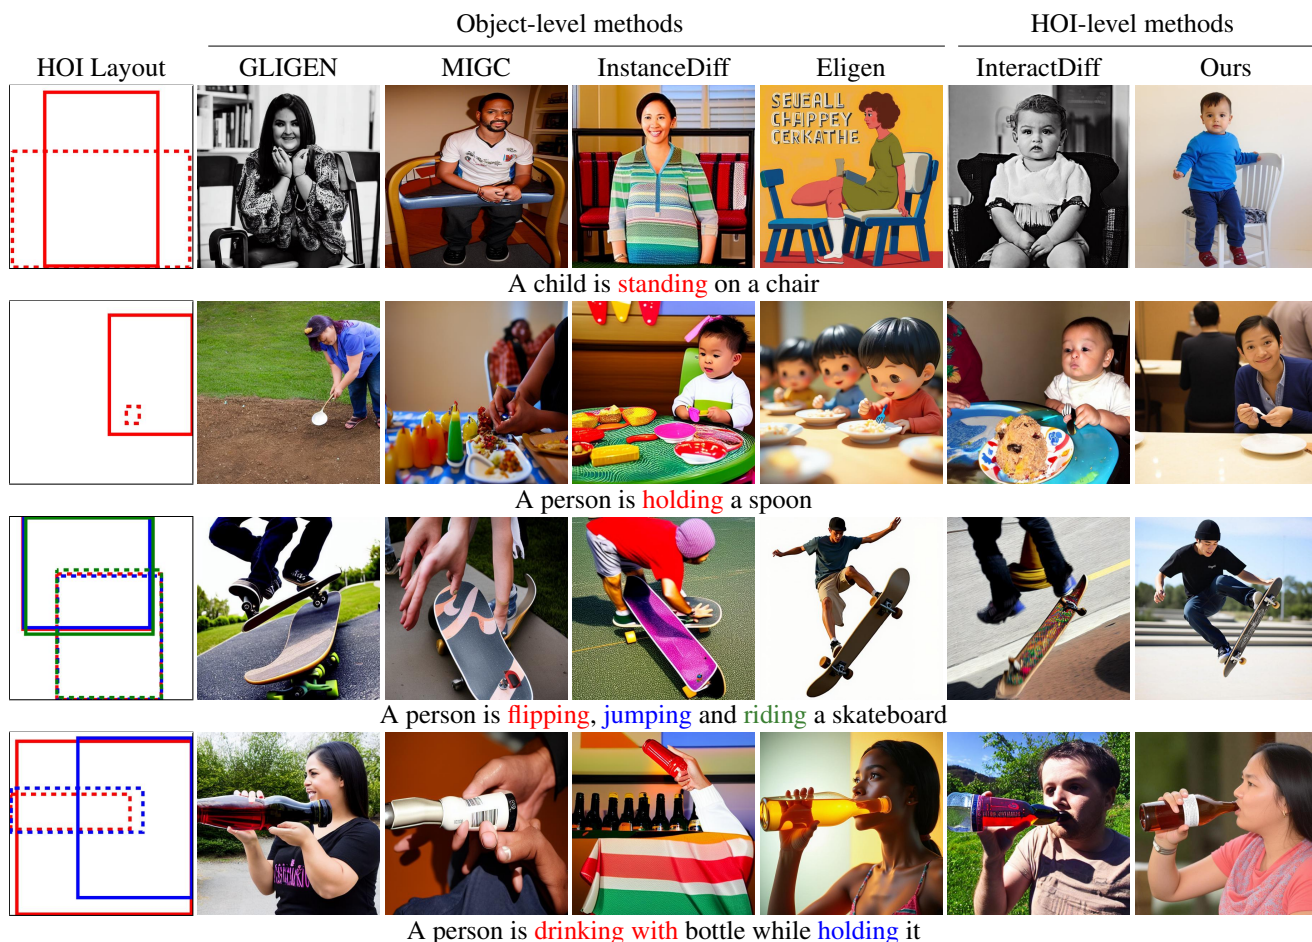 Object-level methods HOI-level methods
HOI Layout GLIGEN MIGC InstanceDiff Eligen InteractDiff Ours
SEJEALL
CHAPPEY
CERKATHE
A child is standing on a chair
A person is holding a spoon
A person is flipping, jumping and riding a skateboard
A person is drinking with bottle while holding it